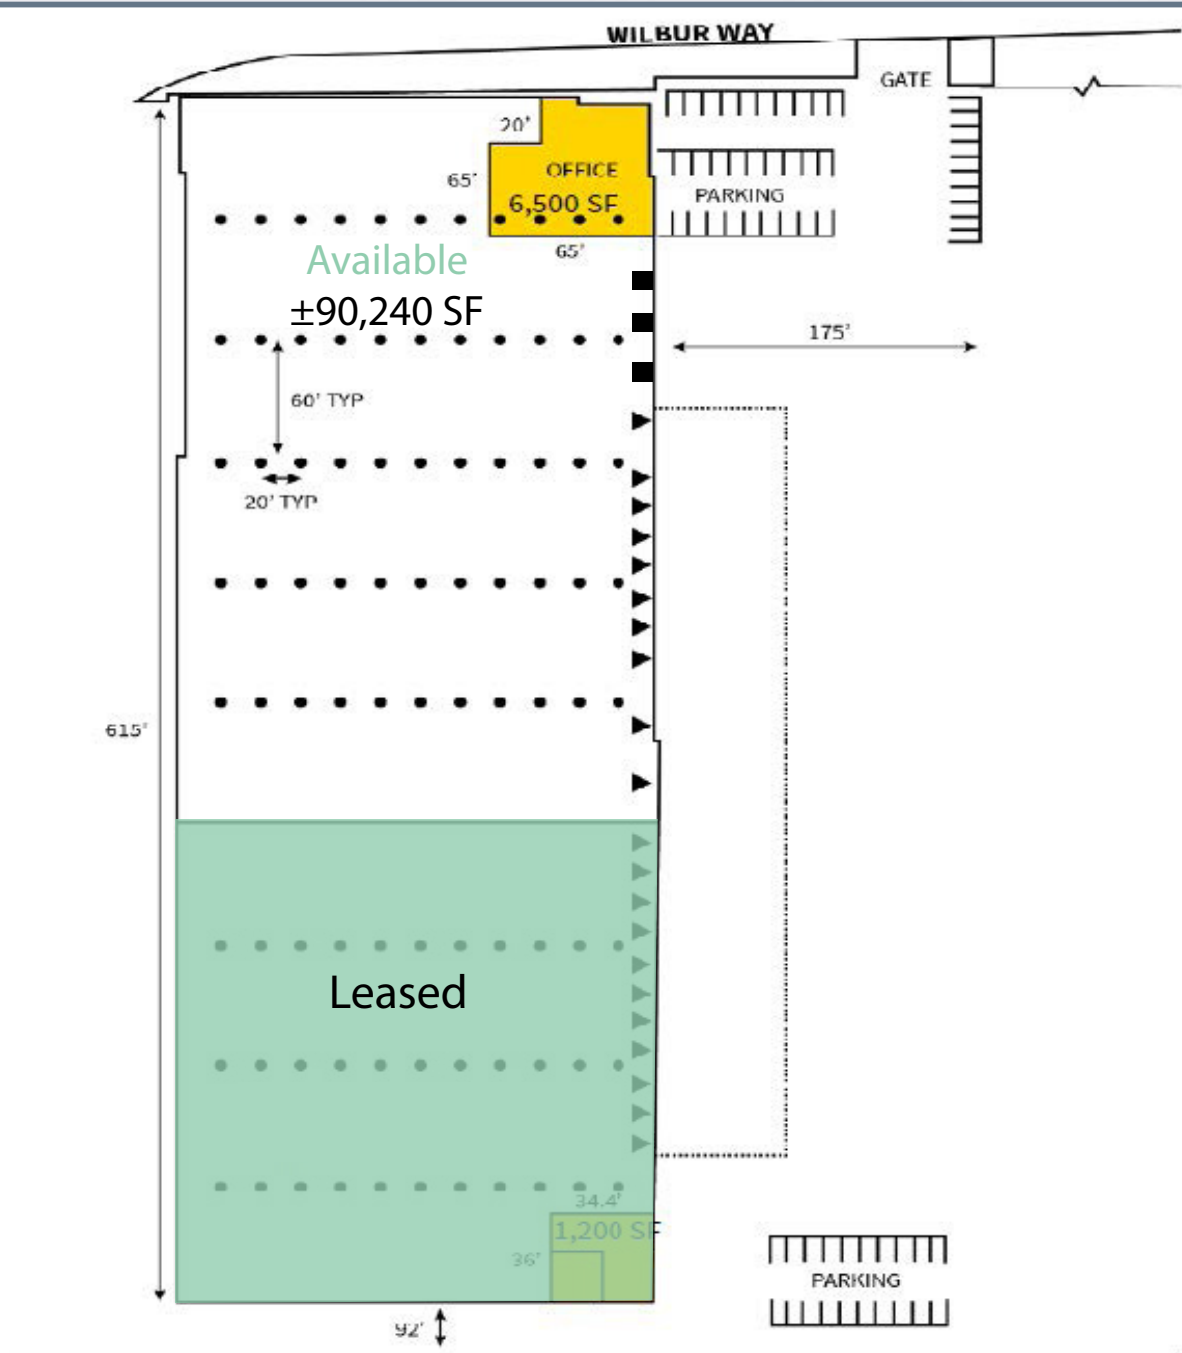 WILBUR WAY
GATE
20'
OFFICE
65'
6,500 SF
PARKING
65'
Available
±90,240 SF
175'
60' TYP
20' TYP
615'
Leased
34.4'
1,200 SF
36'
PARKING
92'